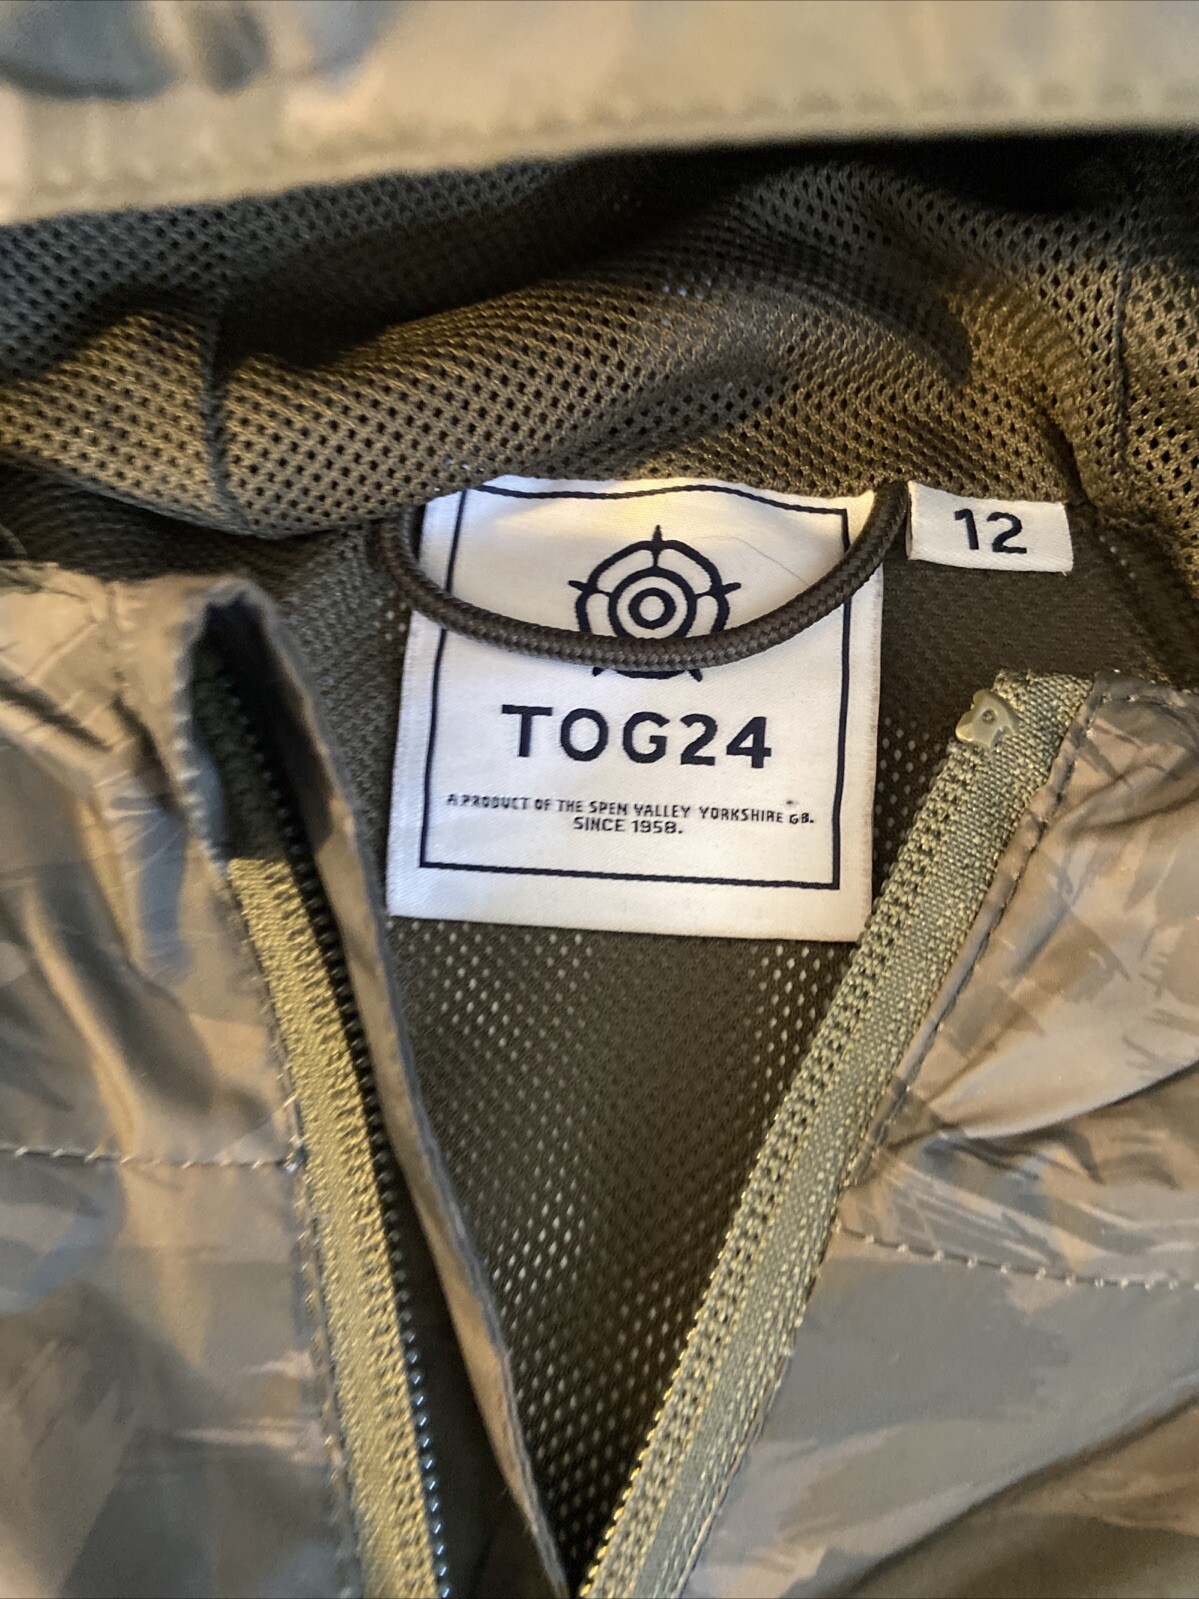 12
TOG24
A PRODUCT OF THE SPEN VALLEY YORKSHIRE GB.
SINCE 1958.